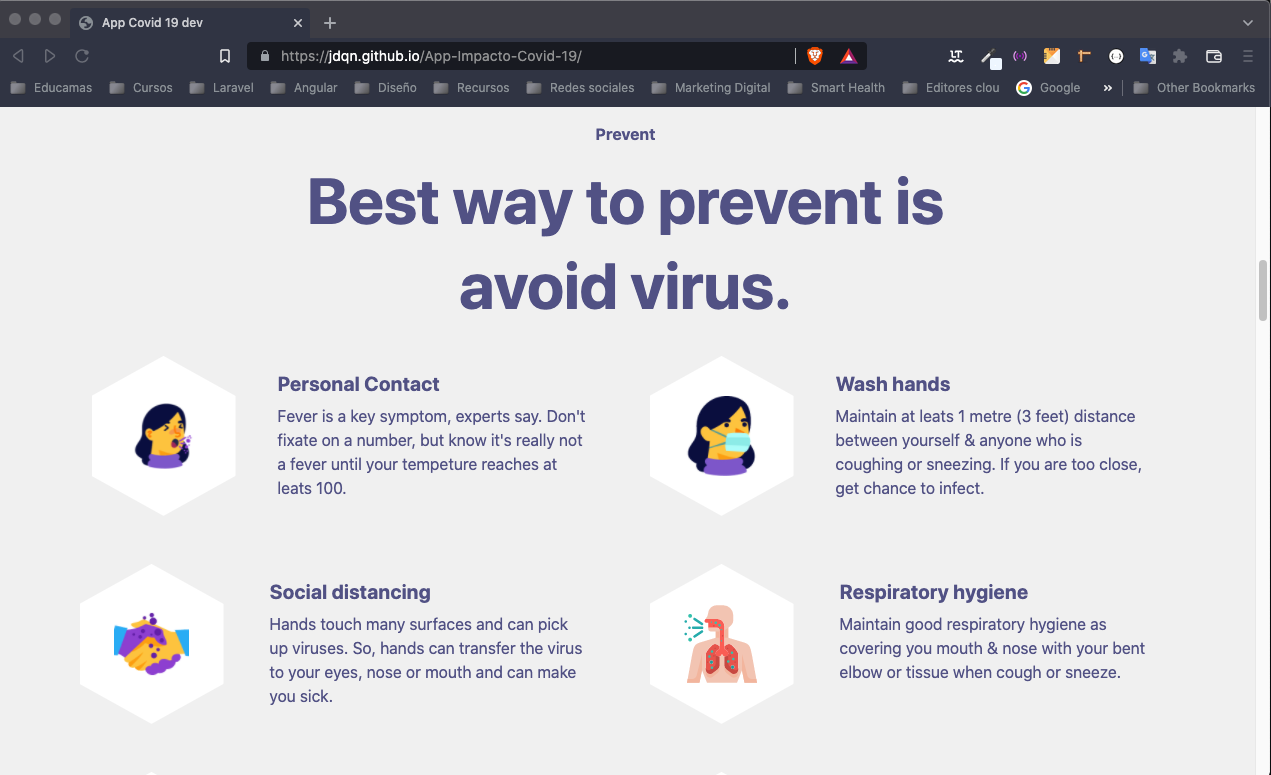 App Covid 19 dev
https://jdqn.github.io/App-Impacto-Covid-19/
Educamas
Cursos
Laravel
Angular
Diseño
Recursos
Redes sociales
Marketing Digital
Smart Health
Editores clou
Google
»
Other Bookmarks
Prevent
Best way to prevent is
avoid virus.
Personal Contact
Fever is a key symptom, experts say. Don't
fixate on a number, but know it's really not
a fever until your tempeture reaches at
leats 100.
Wash hands
Maintain at leats 1 metre (3 feet) distance
between yourself & anyone who is
coughing or sneezing. If you are too close,
get chance to infect.
Social distancing
Hands touch many surfaces and can pick
up viruses. So, hands can transfer the virus
to your eyes, nose or mouth and can make
you sick.
Respiratory hygiene
Maintain good respiratory hygiene as
covering you mouth & nose with your bent
elbow or tissue when cough or sneeze.